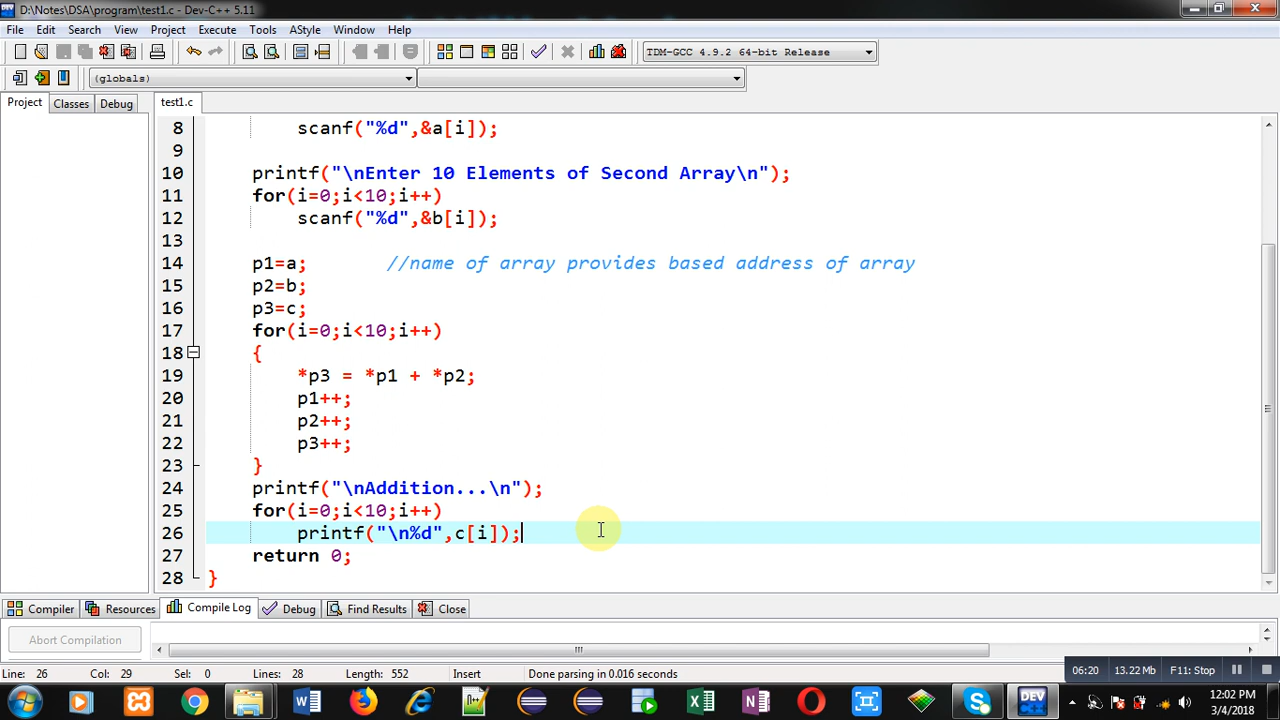 D:\Notes\DSA\program\test1.c - Dev-C++ 5.11
File Edit Search View Project Execute Tools AStyle Window Help
TDM-GCC 4.9.2 64-bit Release
(globals)
Project Classes Debug test1.c
8 scanf("%d",&a[i]);
9
10 printf("\nEnter 10 Elements of Second Array\n");
11 for(i=0;i<10;i++)
12 scanf("%d",&b[i]);
13
14 p1=a; //name of array provides based address of array
15 p2=b;
16 p3=c;
17 for(i=0;i<10;i++)
18 {
19 *p3 = *p1 + *p2;
20 p1++;
21 p2++;
22 p3++;
23 }
24 printf("\nAddition...\n");
25 for(i=0;i<10;i++)
26 printf("\n%d",c[i]);
27 return 0;
28 }
Compiler Resources Compile Log Debug Find Results Close
Abort Compilation
Line: 26 Col: 29 Sel: 0 Lines: 28 Length: 552 Insert Done parsing in 0.016 seconds
06:20 13.22 Mb F11: Stop
DEV
12:02 PM
3/4/2018